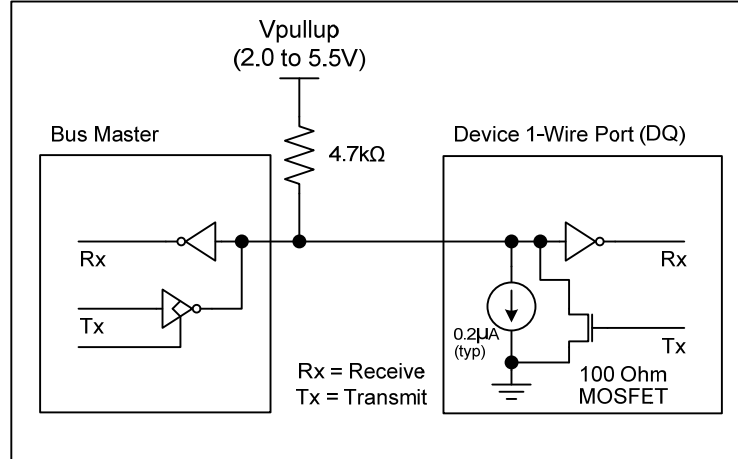 Vpullup
(2.0 to 5.5V)
Bus Master
Device 1-Wire Port (DQ)
4.7kΩ
Rx
Rx
Tx
0.2µA
(typ)
Tx
Rx = Receive
Tx = Transmit
100 Ohm
MOSFET